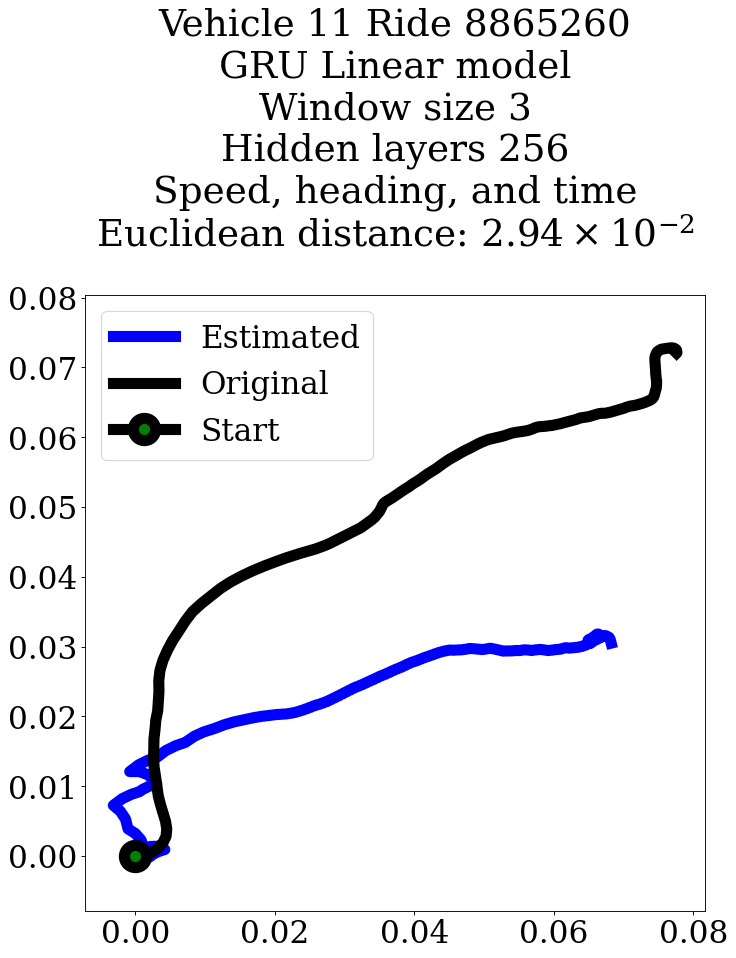 Vehicle 11 Ride 8865260
GRU Linear model
Window size 3
Hidden layers 256
Speed, heading, and time
Euclidean distance: 2.94 × 10⁻²
0.08
0.07
0.06
0.05
0.04
0.03
0.02
0.01
0.00
Estimated
Original
Start
0.00 0.02 0.04 0.06 0.08